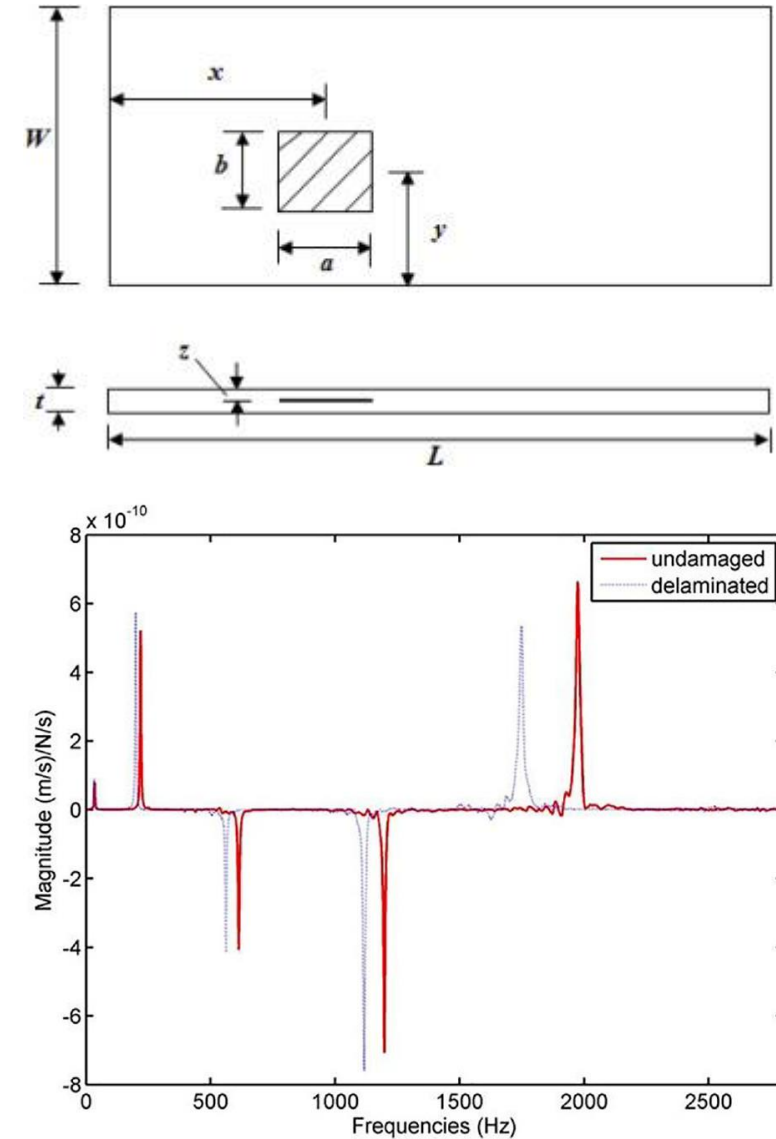 x
W
b
y
a
z
t
L
x 10^-10
8
undamaged
delaminated
6
4
2
0
-2
-4
-6
-8
Magnitude (m/s)/N/s)
0 500 1000 1500 2000 2500
Frequencies (Hz)